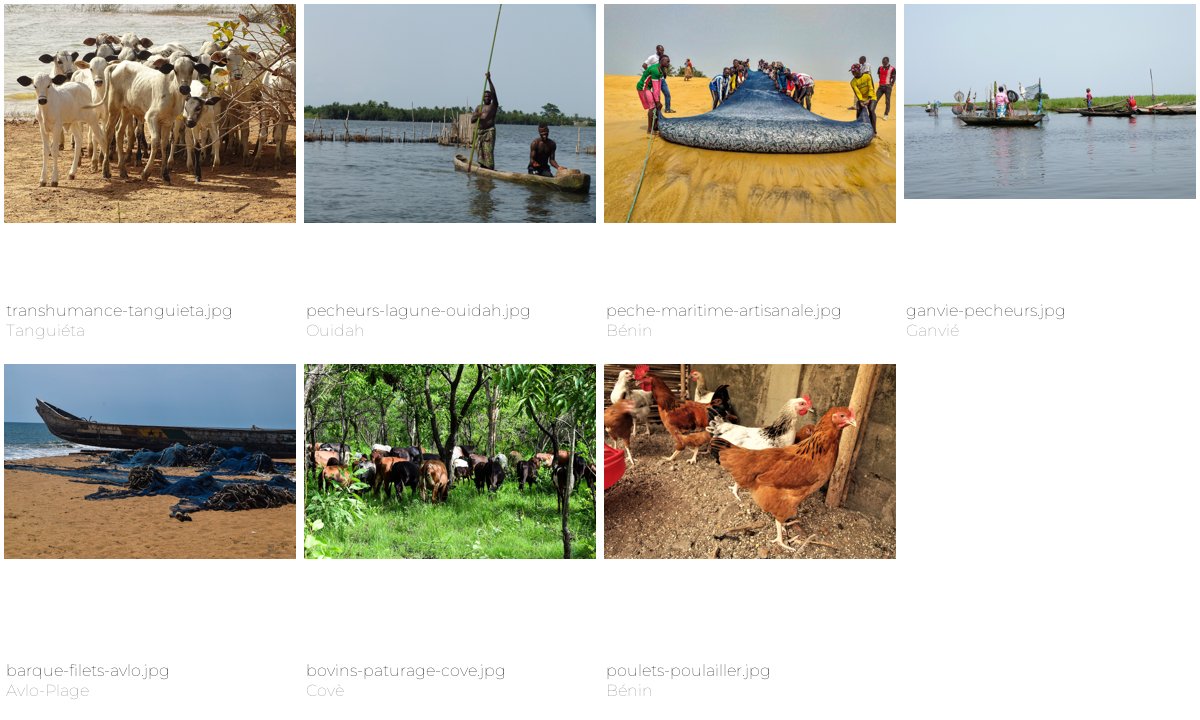 transhumance-tanguieta.jpg
Tanguiéta
pecheurs-lagune-ouidah.jpg
Ouidah
peche-maritime-artisanale.jpg
Bénin
ganvie-pecheurs.jpg
Ganvié
barque-filets-avlo.jpg
Avlo-Plage
bovins-paturage-cove.jpg
Covè
poulets-poulailler.jpg
Bénin